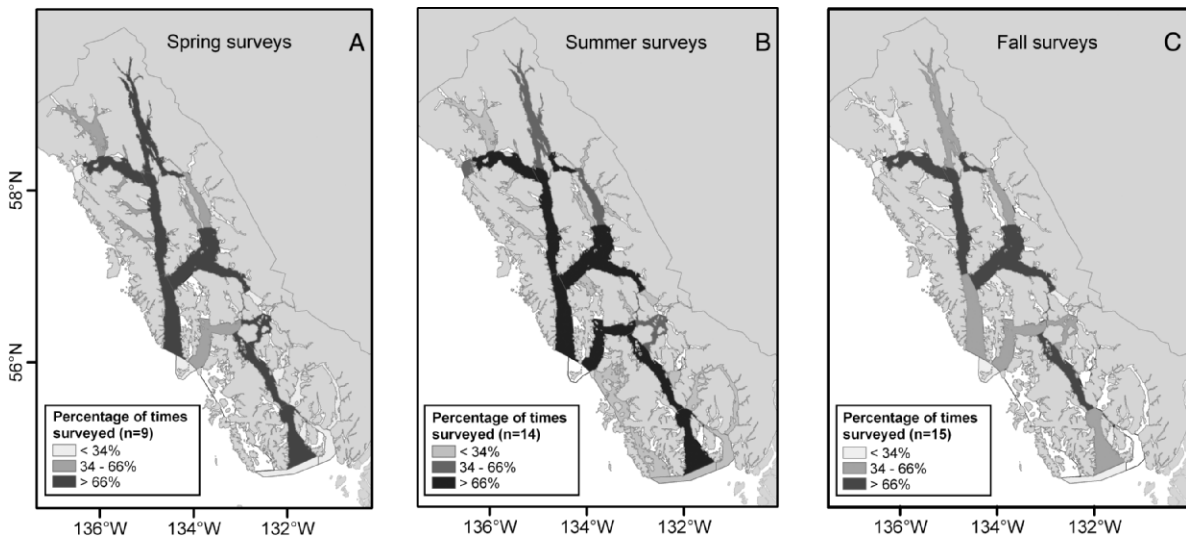 Spring surveys A
Percentage of times
surveyed (n=9)
< 34%
34 - 66%
> 66%
58°N
56°N
136°W 134°W 132°W
Summer surveys B
Percentage of times
surveyed (n=14)
< 34%
34 - 66%
> 66%
136°W 134°W 132°W
Fall surveys C
Percentage of times
surveyed (n=15)
< 34%
34 - 66%
> 66%
136°W 134°W 132°W